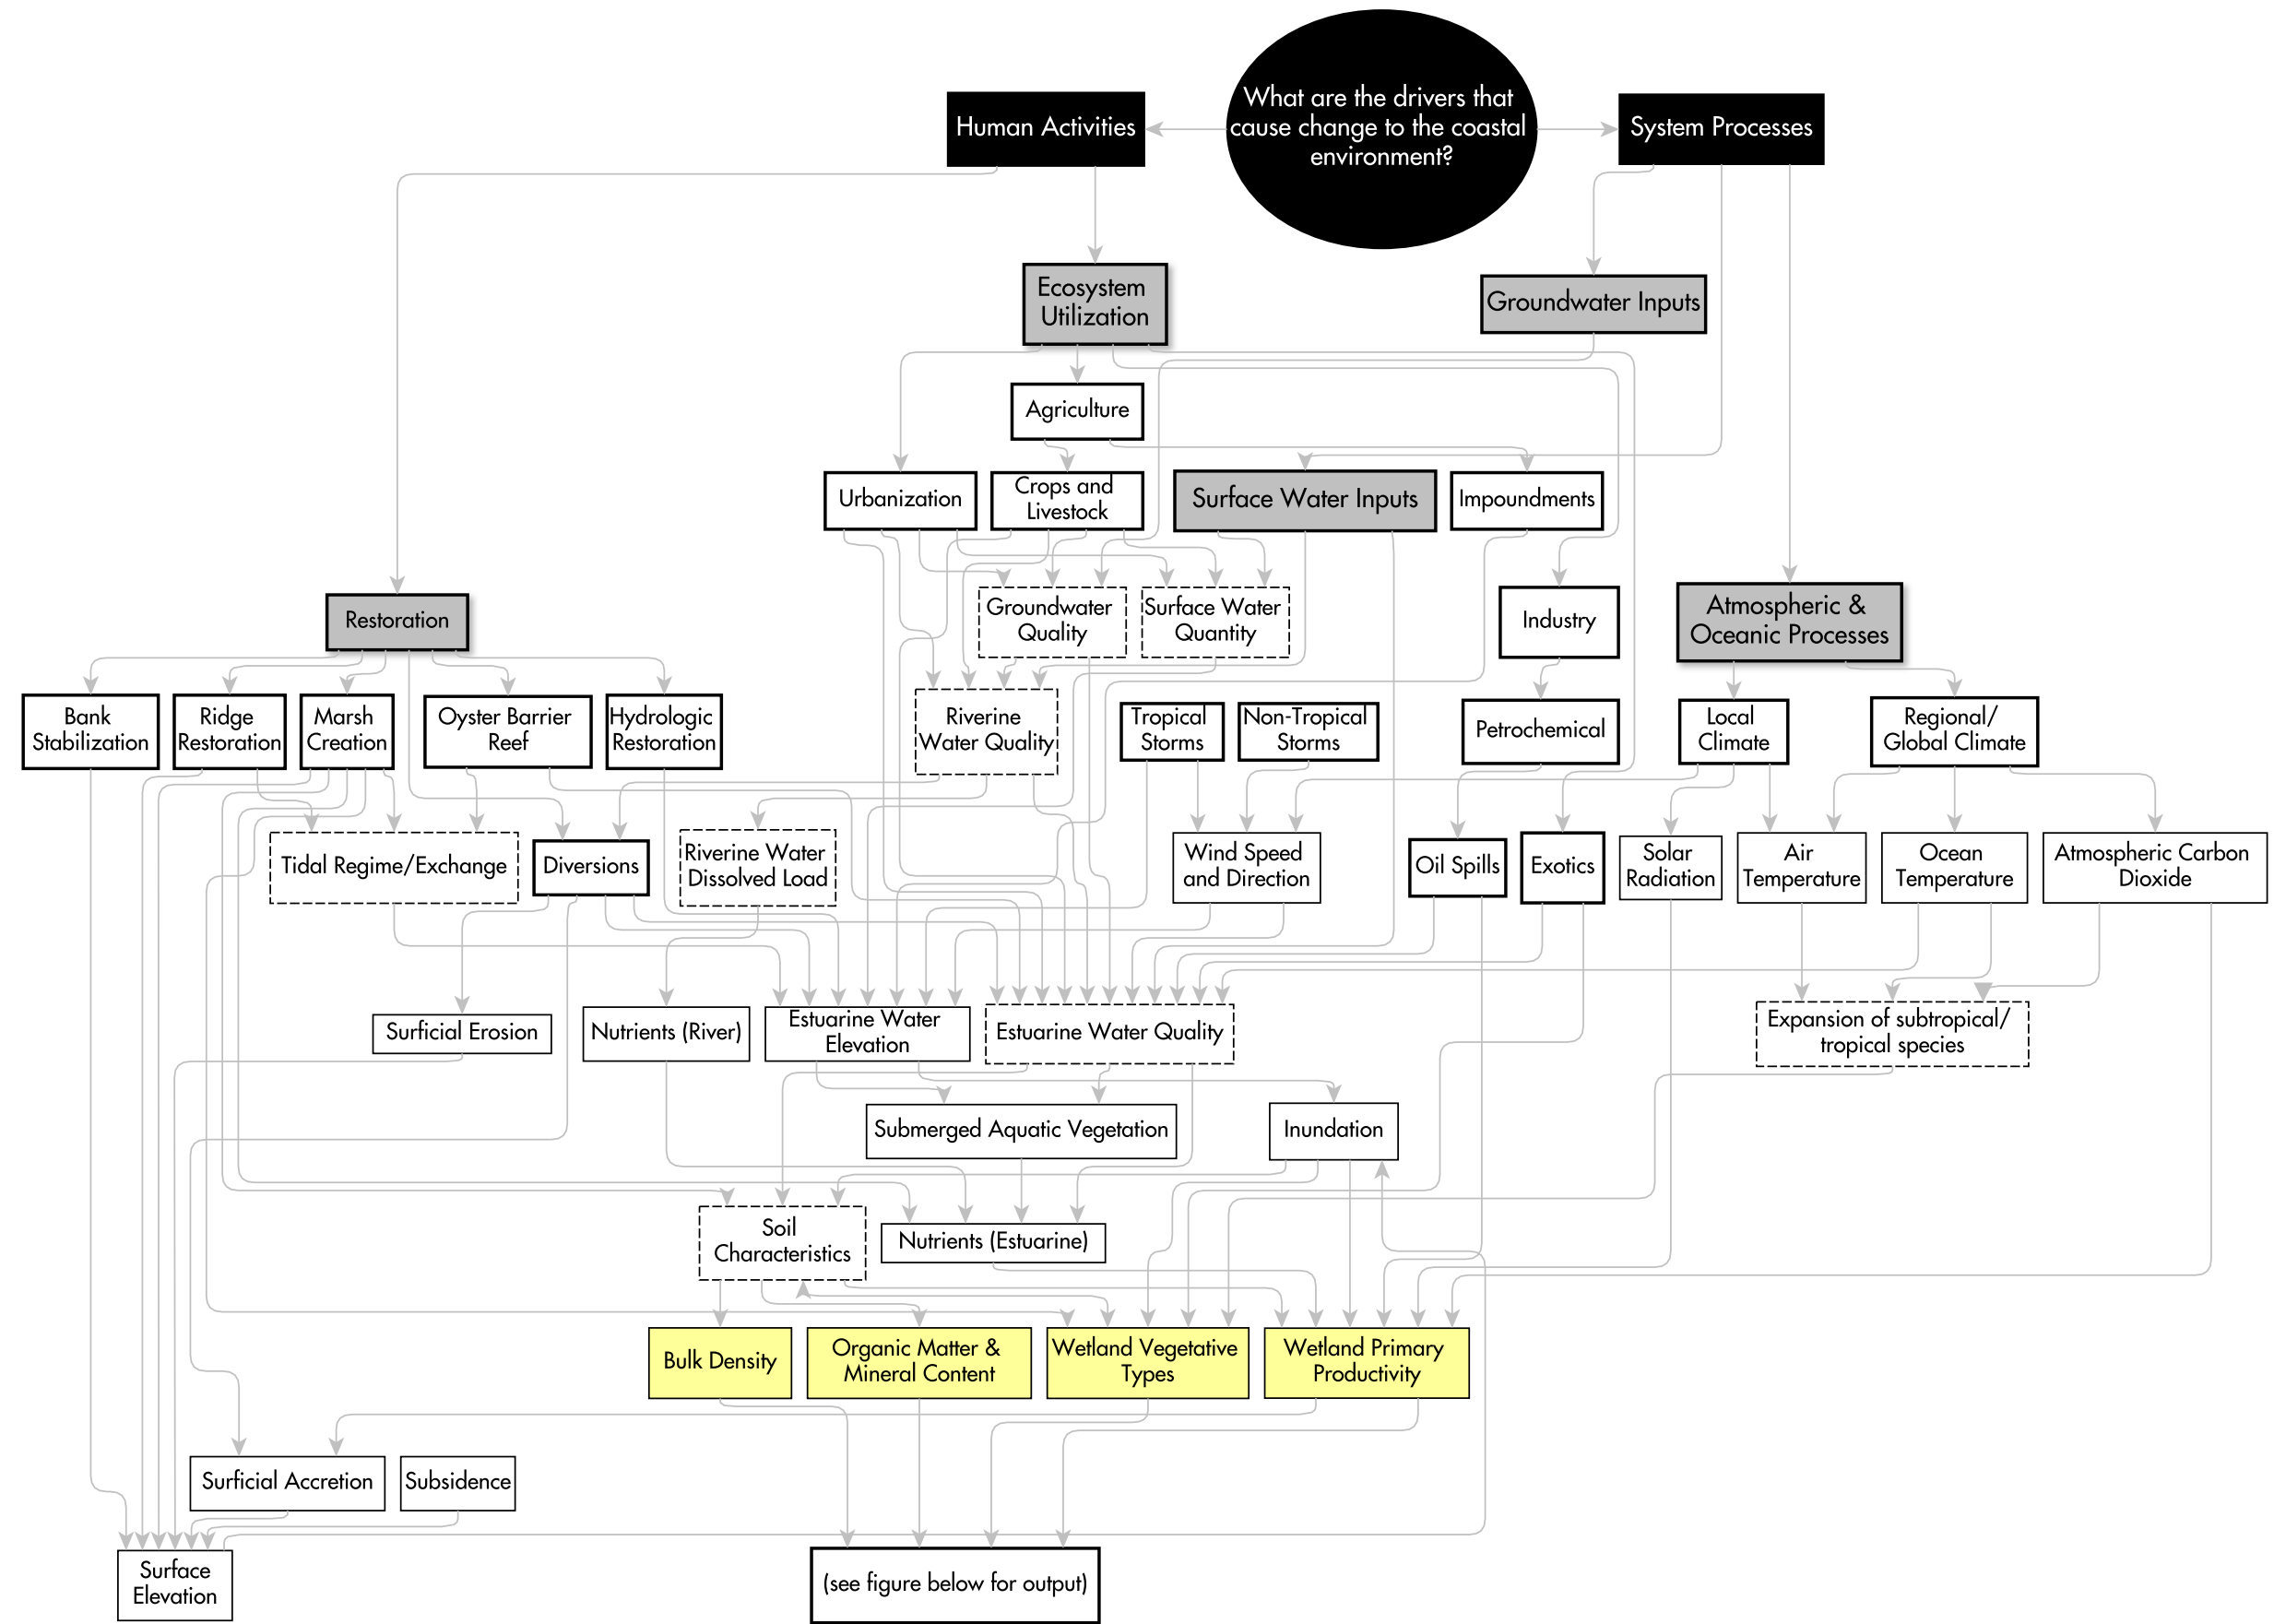 What are the drivers that
cause change to the coastal
environment?
Human Activities
System Processes
Ecosystem
Utilization
Groundwater Inputs
Agriculture
Urbanization
Crops and
Livestock
Surface Water Inputs
Impoundments
Groundwater
Quality
Surface Water
Quantity
Industry
Atmospheric &
Oceanic Processes
Restoration
Bank
Stabilization
Ridge
Restoration
Marsh
Creation
Oyster Barrier
Reef
Hydrologic
Restoration
Riverine
Water Quality
Tropical
Storms
Non-Tropical
Storms
Petrochemical
Local
Climate
Regional/
Global Climate
Tidal Regime/Exchange
Diversions
Riverine Water
Dissolved Load
Wind Speed
and Direction
Oil Spills
Exotics
Solar
Radiation
Air
Temperature
Ocean
Temperature
Atmospheric Carbon
Dioxide
Surficial Erosion
Nutrients (River)
Estuarine Water
Elevation
Estuarine Water Quality
Expansion of subtropical/
tropical species
Submerged Aquatic Vegetation
Inundation
Soil
Characteristics
Nutrients (Estuarine)
Bulk Density
Organic Matter &
Mineral Content
Wetland Vegetative
Types
Wetland Primary
Productivity
Surficial Accretion
Subsidence
Surface
Elevation
(see figure below for output)